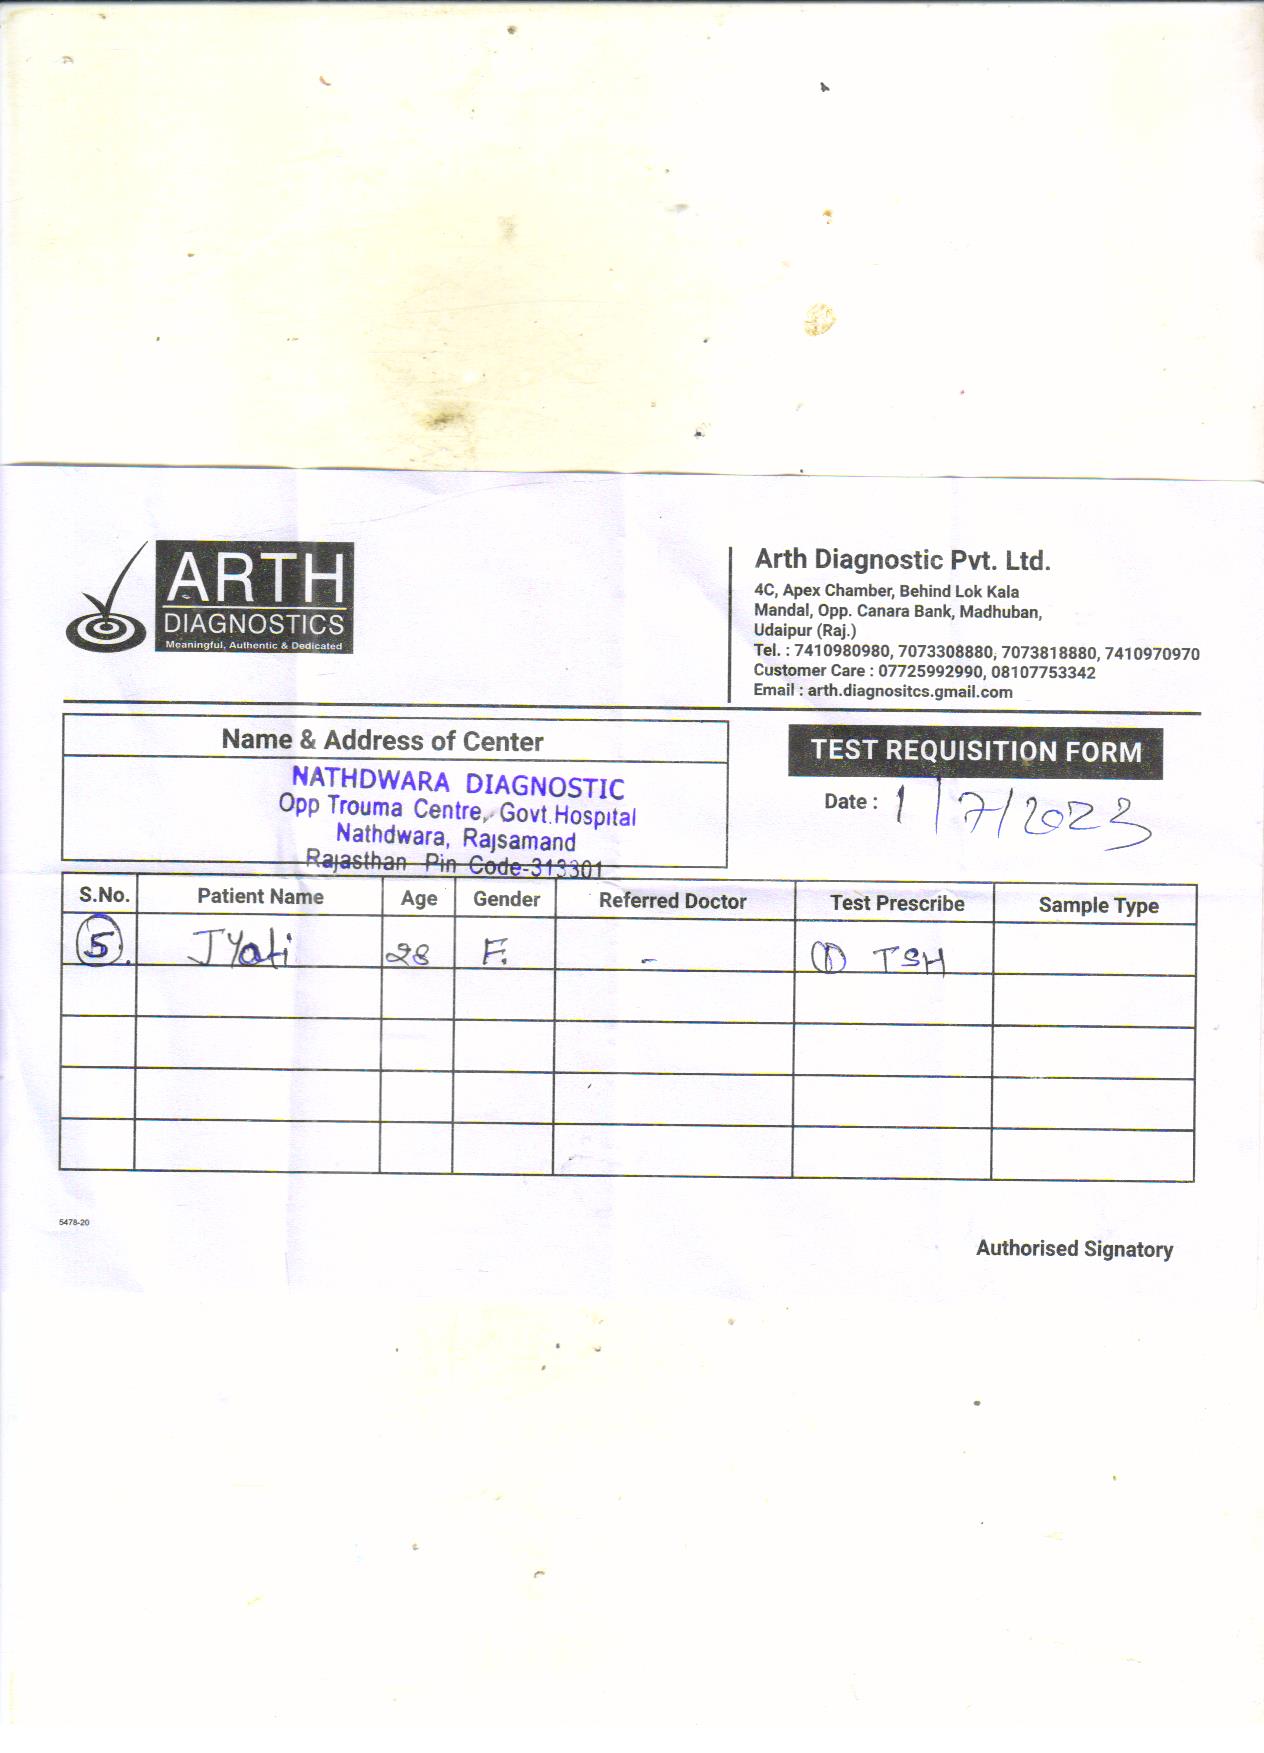 ARTH
DIAGNOSTICS
Meaningful, Authentic & Dedicated
Arth Diagnostic Pvt. Ltd.
4C, Apex Chamber, Behind Lok Kala
Mandal, Opp. Canara Bank, Madhuban,
Udaipur (Raj.)
Tel. : 7410980980, 7073308880, 7073818880, 7410970970
Customer Care : 07725992990, 08107753342
Email : arth.diagnositcs.gmail.com
Name & Address of Center
NATHDWARA DIAGNOSTIC
Opp Trouma Centre, Govt.Hospital
Nathdwara, Rajsamand
Rajasthan Pin Code-313301
TEST REQUISITION FORM
Date : 1/7/2023
S.No. Patient Name Age Gender Referred Doctor Test Prescribe Sample Type
5. Jyoti 28 F. - (1) TSH
5478-20
Authorised Signatory